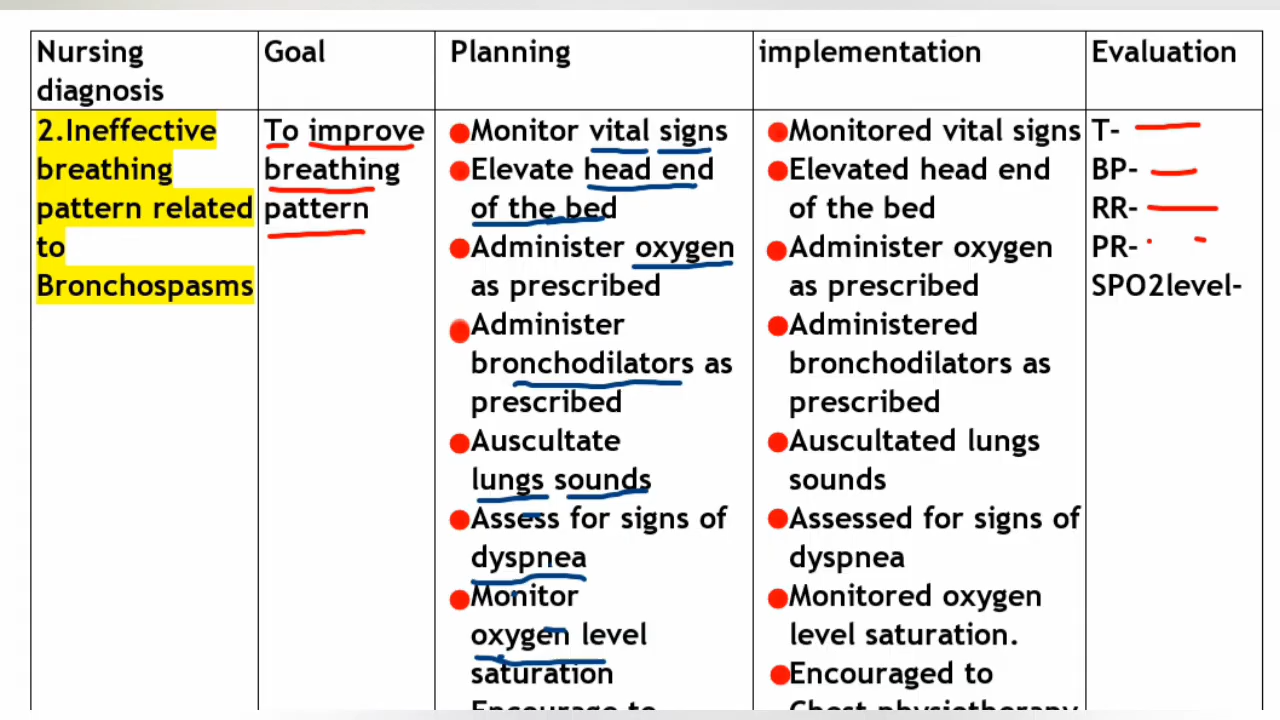 Nursing
diagnosis
Goal
Planning
implementation
Evaluation
2.Ineffective
breathing
pattern related
to
Bronchospasms
To improve
breathing
pattern
Monitor vital signs
Elevate head end
of the bed
Administer oxygen
as prescribed
Administer
bronchodilators as
prescribed
Auscultate
lungs sounds
Assess for signs of
dyspnea
Monitor
oxygen level
saturation
Encourage to
Monitored vital signs
Elevated head end
of the bed
Administer oxygen
as prescribed
Administered
bronchodilators as
prescribed
Auscultated lungs
sounds
Assessed for signs of
dyspnea
Monitored oxygen
level saturation.
Encouraged to
Chest physiotherapy
T-
BP-
RR-
PR-
SPO2level-